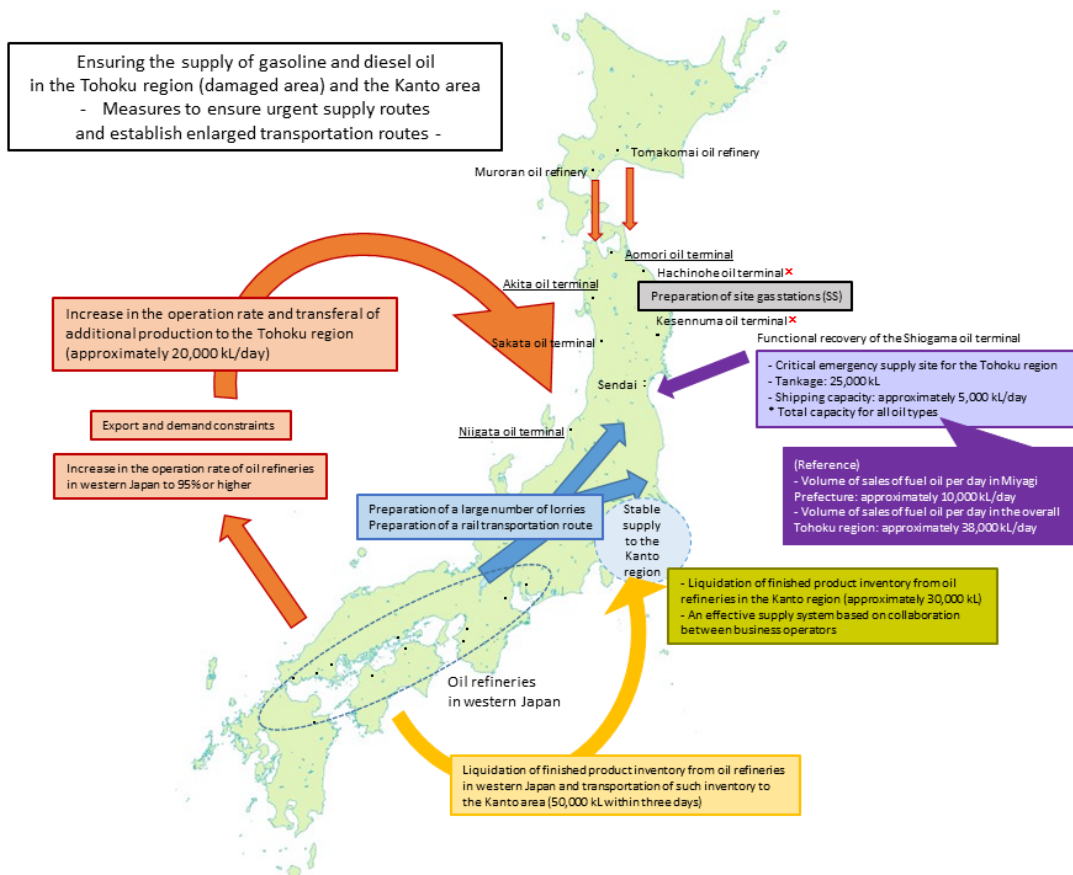 Ensuring the supply of gasoline and diesel oil
in the Tohoku region (damaged area) and the Kanto area
- Measures to ensure urgent supply routes
and establish enlarged transportation routes -
Tomakomai oil refinery
Muroran oil refinery
Aomori oil terminal
Hachinohe oil terminal×
Akita oil terminal
Preparation of site gas stations (SS)
Kesennuma oil terminal×
Sakata oil terminal
Functional recovery of the Shiogama oil terminal
- Critical emergency supply site for the Tohoku region
- Tankage: 25,000 kL
- Shipping capacity: approximately 5,000 kL/day
* Total capacity for all oil types
Sendai
Increase in the operation rate and transferal of
additional production to the Tohoku region
(approximately 20,000 kL/day)
Export and demand constraints
Niigata oil terminal
Increase in the operation rate of oil refineries
in western Japan to 95% or higher
(Reference)
- Volume of sales of fuel oil per day in Miyagi
Prefecture: approximately 10,000 kL/day
- Volume of sales of fuel oil per day in the overall
Tohoku region: approximately 38,000 kL/day
Preparation of a large number of lorries
Preparation of a rail transportation route
Stable
supply
to the
Kanto
region
- Liquidation of finished product inventory from oil
refineries in the Kanto region (approximately 30,000 kL)
- An effective supply system based on collaboration
between business operators
Oil refineries
in western Japan
Liquidation of finished product inventory from oil refineries
in western Japan and transportation of such inventory to
the Kanto area (50,000 kL within three days)